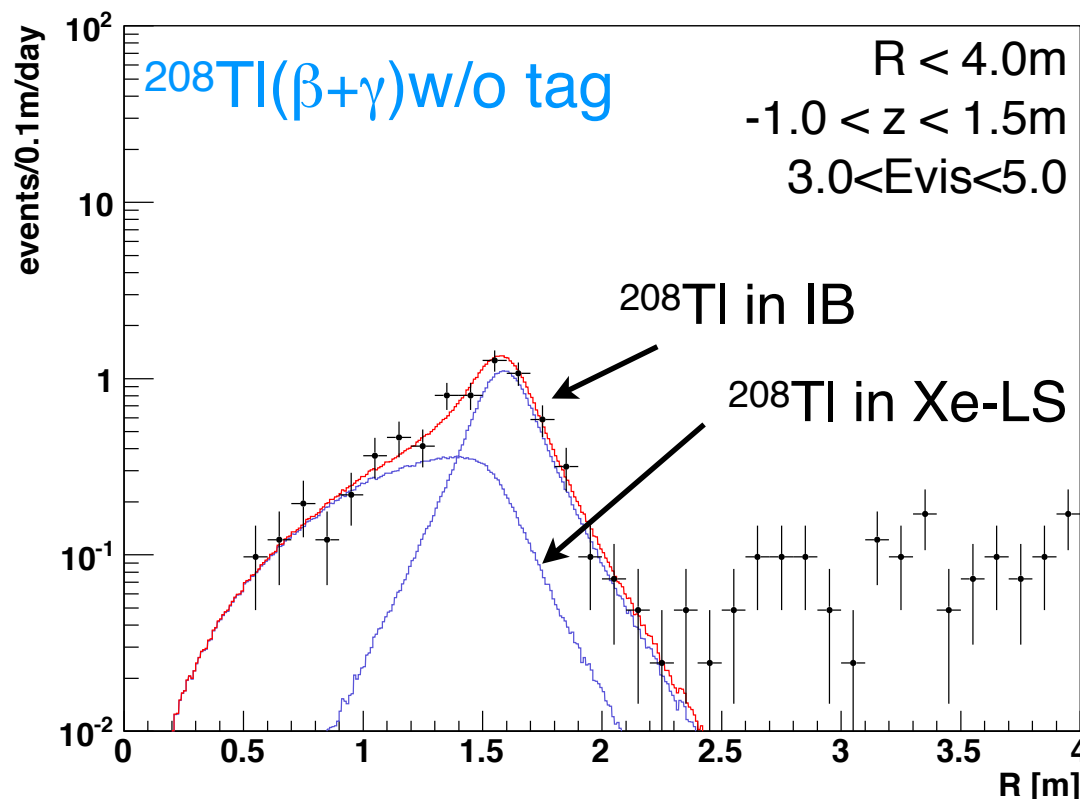 events/0.1m/day
10²
10
1
10⁻¹
10⁻²
²⁰⁸Tl(β+γ)w/o tag
R < 4.0m
-1.0 < z < 1.5m
3.0<Evis<5.0
²⁰⁸Tl in IB
²⁰⁸Tl in Xe-LS
0 0.5 1 1.5 2 2.5 3 3.5 4
R [m]